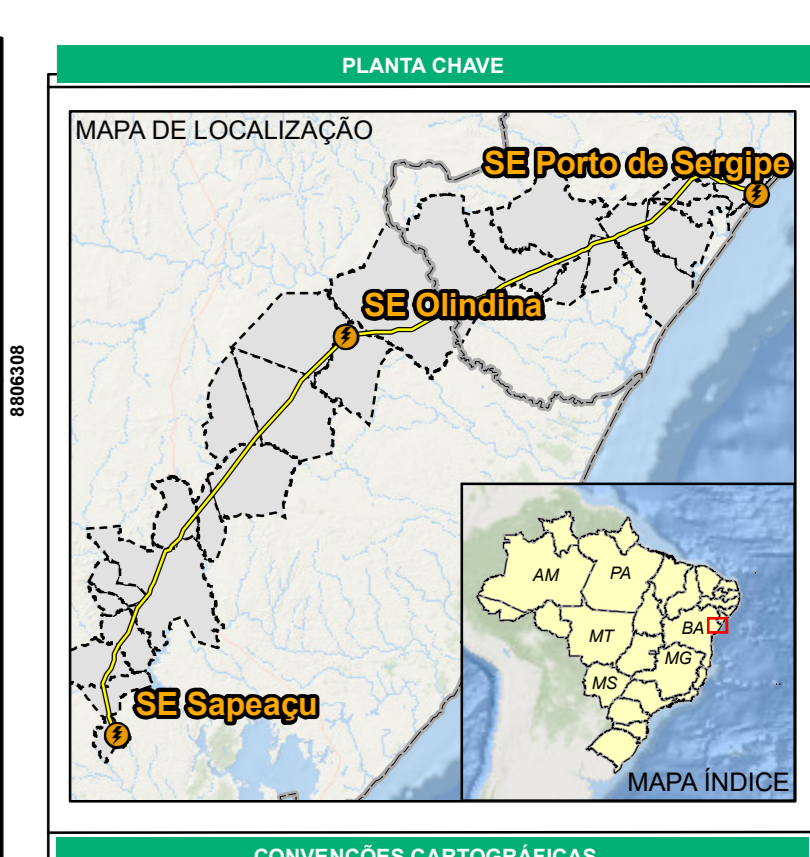 PLANTA CHAVE
MAPA DE LOCALIZAÇÃO
SE Porto de Sergipe
SE Olindina
8806308
AM
PA
MT
BA
MG
MS
SE Sapeaçu
MAPA ÍNDICE
CONVENÇÕES CARTOGRÁFICAS